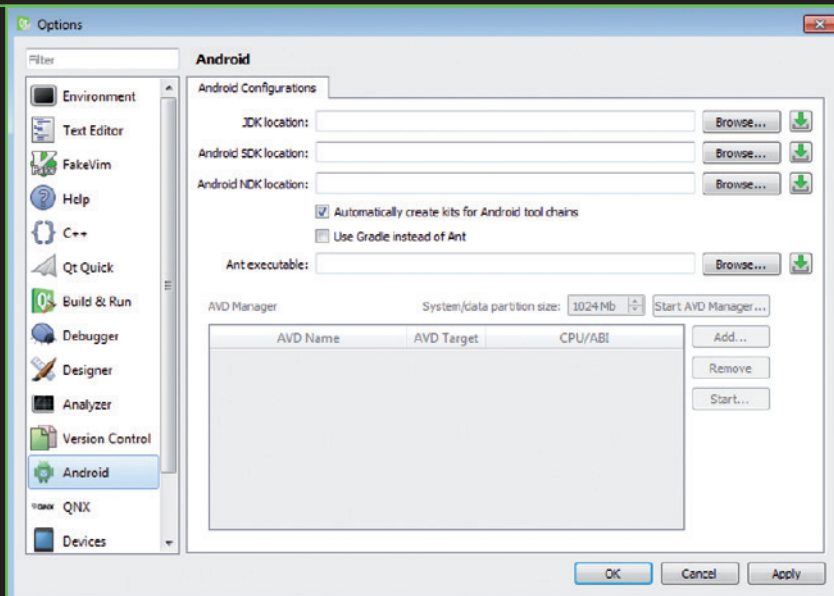 Options
Filter
Android
Environment
Text Editor
FakeVim
Help
C++
Qt Quick
Build & Run
Debugger
Designer
Analyzer
Version Control
Android
QNX
QNX
Devices
Android Configurations
JDK location:
Browse...
Android SDK location:
Browse...
Android NDK location:
Browse...
Automatically create kits for Android tool chains
Use Gradle instead of Ant
Ant executable:
Browse...
AVD Manager
System/data partition size:
1024 Mb
Start AVD Manager...
AVD Name
AVD Target
CPU/ABI
Add...
Remove
Start...
OK
Cancel
Apply